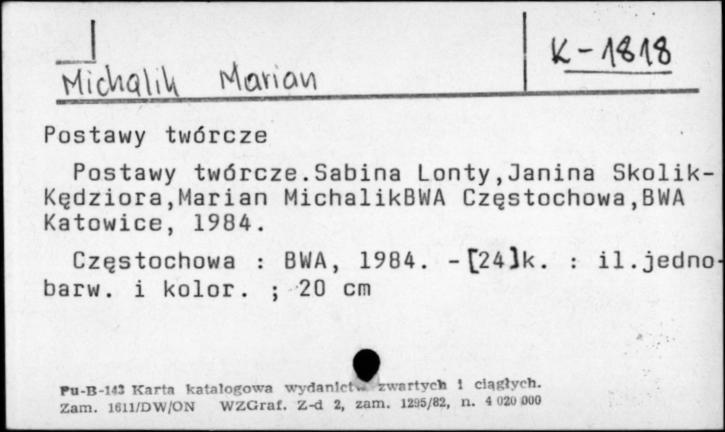 K-1818
Michalik Marian
Postawy twórcze
Postawy twórcze.Sabina Lonty,Janina Skolik-
Kędziora,Marian MichalikBWA Częstochowa,BWA
Katowice, 1984.
Częstochowa : BWA, 1984. -[24]k. : il.jedno-
barw. i kolor. ; 20 cm
Pu-B-143 Karta katalogowa wydawnictw zwartych i ciągłych.
Zam. 1611/DW/ON WZGraf. Z-d 2, zam. 1295/82, n. 4 020 000